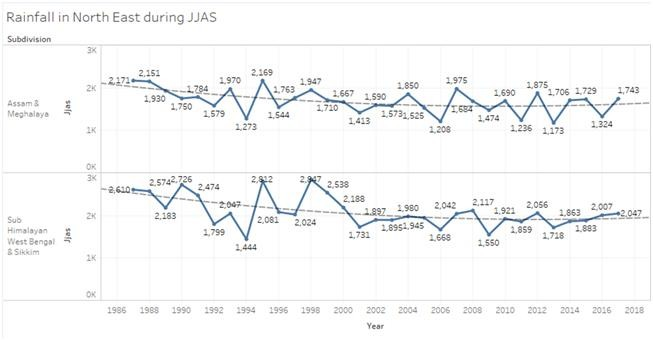 Rainfall in North East during JJAS
Subdivision
Assam &
Meghalaya
Jjas
3K
2K
1K
0K
2,171 2,151 1,930 1,750 1,784 1,579 1,970 1,273 2,169 1,544 1,763 1,947 1,710 1,667 1,413 1,590 1,573 1,850 1,525 1,208 1,975 1,684 1,474 1,690 1,236 1,875 1,173 1,706 1,729 1,324 1,743
Sub
Himalayan
West Bengal
& Sikkim
Jjas
3K
2K
1K
0K
2,610 2,574 2,183 2,726 2,474 1,799 2,047 1,444 2,812 2,081 2,024 2,847 2,538 2,188 1,731 1,897 1,895 1,980 1,945 1,668 2,042 2,117 1,550 1,921 1,859 2,056 1,718 1,863 1,883 2,007 2,047
1986 1988 1990 1992 1994 1996 1998 2000 2002 2004 2006 2008 2010 2012 2014 2016 2018
Year